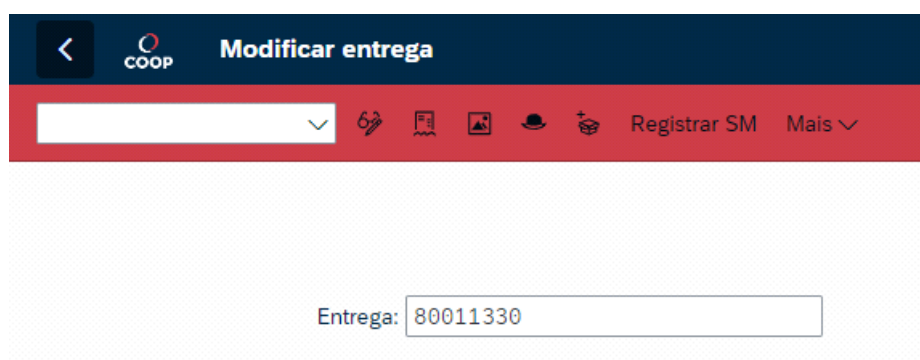 COOP
Modificar entrega
Registrar SM Mais
Entrega: 80011330